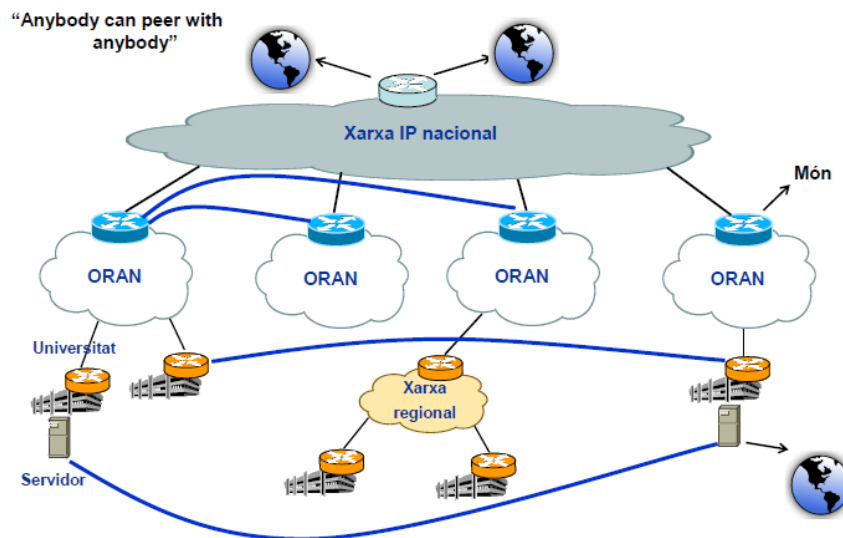 “Anybody can peer with
anybody”
Xarxa IP nacional
Món
ORAN
ORAN
ORAN
ORAN
Universitat
Xarxa
regional
Servidor